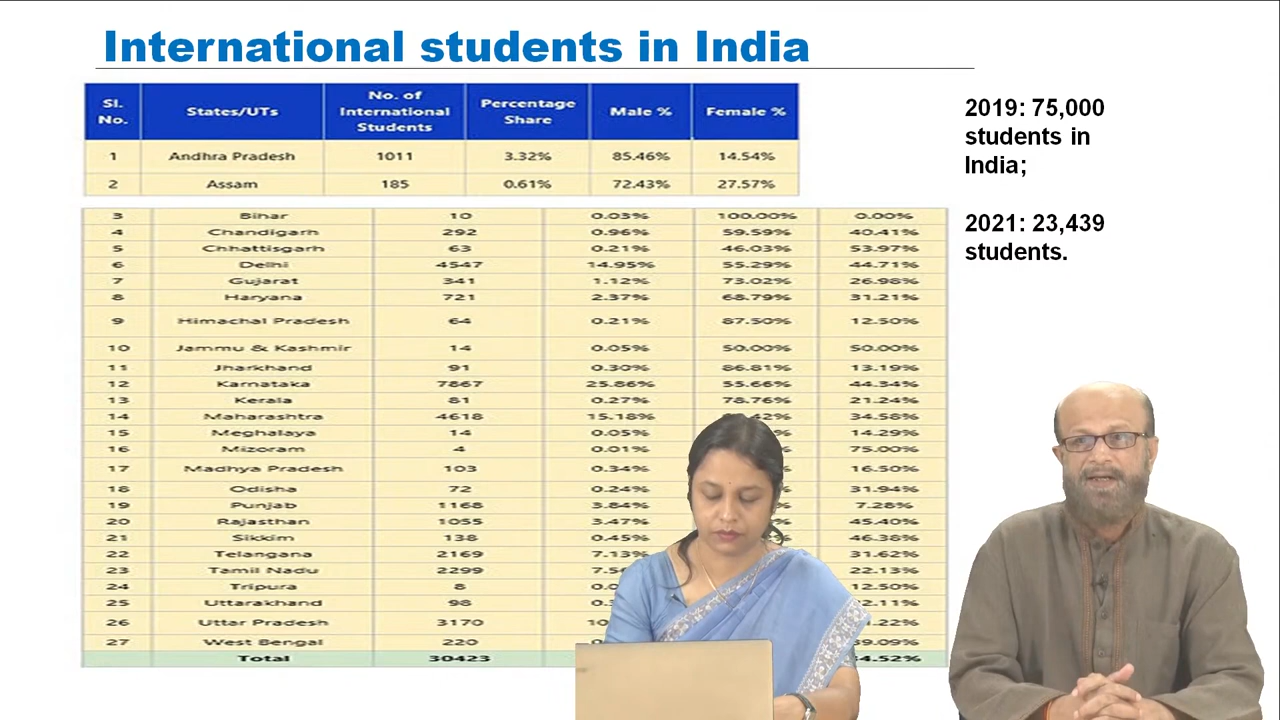 International students in India
Sl. No. States/UTs No. of International Students Percentage Share Male % Female %
1 Andhra Pradesh 1011 3.32% 85.46% 14.54%
2 Assam 185 0.61% 72.43% 27.57%
3 Bihar 10 0.03% 100.00% 0.00%
4 Chandigarh 292 0.96% 59.59% 40.41%
5 Chhattisgarh 63 0.21% 46.03% 53.97%
6 Delhi 4547 14.95% 55.29% 44.71%
7 Gujarat 341 1.12% 73.02% 26.98%
8 Haryana 721 2.37% 68.79% 31.21%
9 Himachal Pradesh 64 0.21% 87.50% 12.50%
10 Jammu & Kashmir 14 0.05% 50.00% 50.00%
11 Jharkhand 91 0.30% 86.81% 13.19%
12 Karnataka 7867 25.86% 55.66% 44.34%
13 Kerala 81 0.27% 78.76% 21.24%
14 Maharashtra 4618 15.18% 34.58%
15 Meghalaya 14 0.05% 14.29%
16 Mizoram 4 0.01% 75.00%
17 Madhya Pradesh 103 0.34% 16.50%
18 Odisha 72 0.24% 31.94%
19 Punjab 1168 3.84% 7.28%
20 Rajasthan 1055 3.47% 45.40%
21 Sikkim 138 0.45% 46.38%
22 Telangana 2169 7.13% 31.62%
23 Tamil Nadu 2299 22.13%
24 Tripura 8 12.50%
25 Uttarakhand 98
26 Uttar Pradesh 3170
27 West Bengal 220
Total 30423
2019: 75,000
students in
India;
2021: 23,439
students.